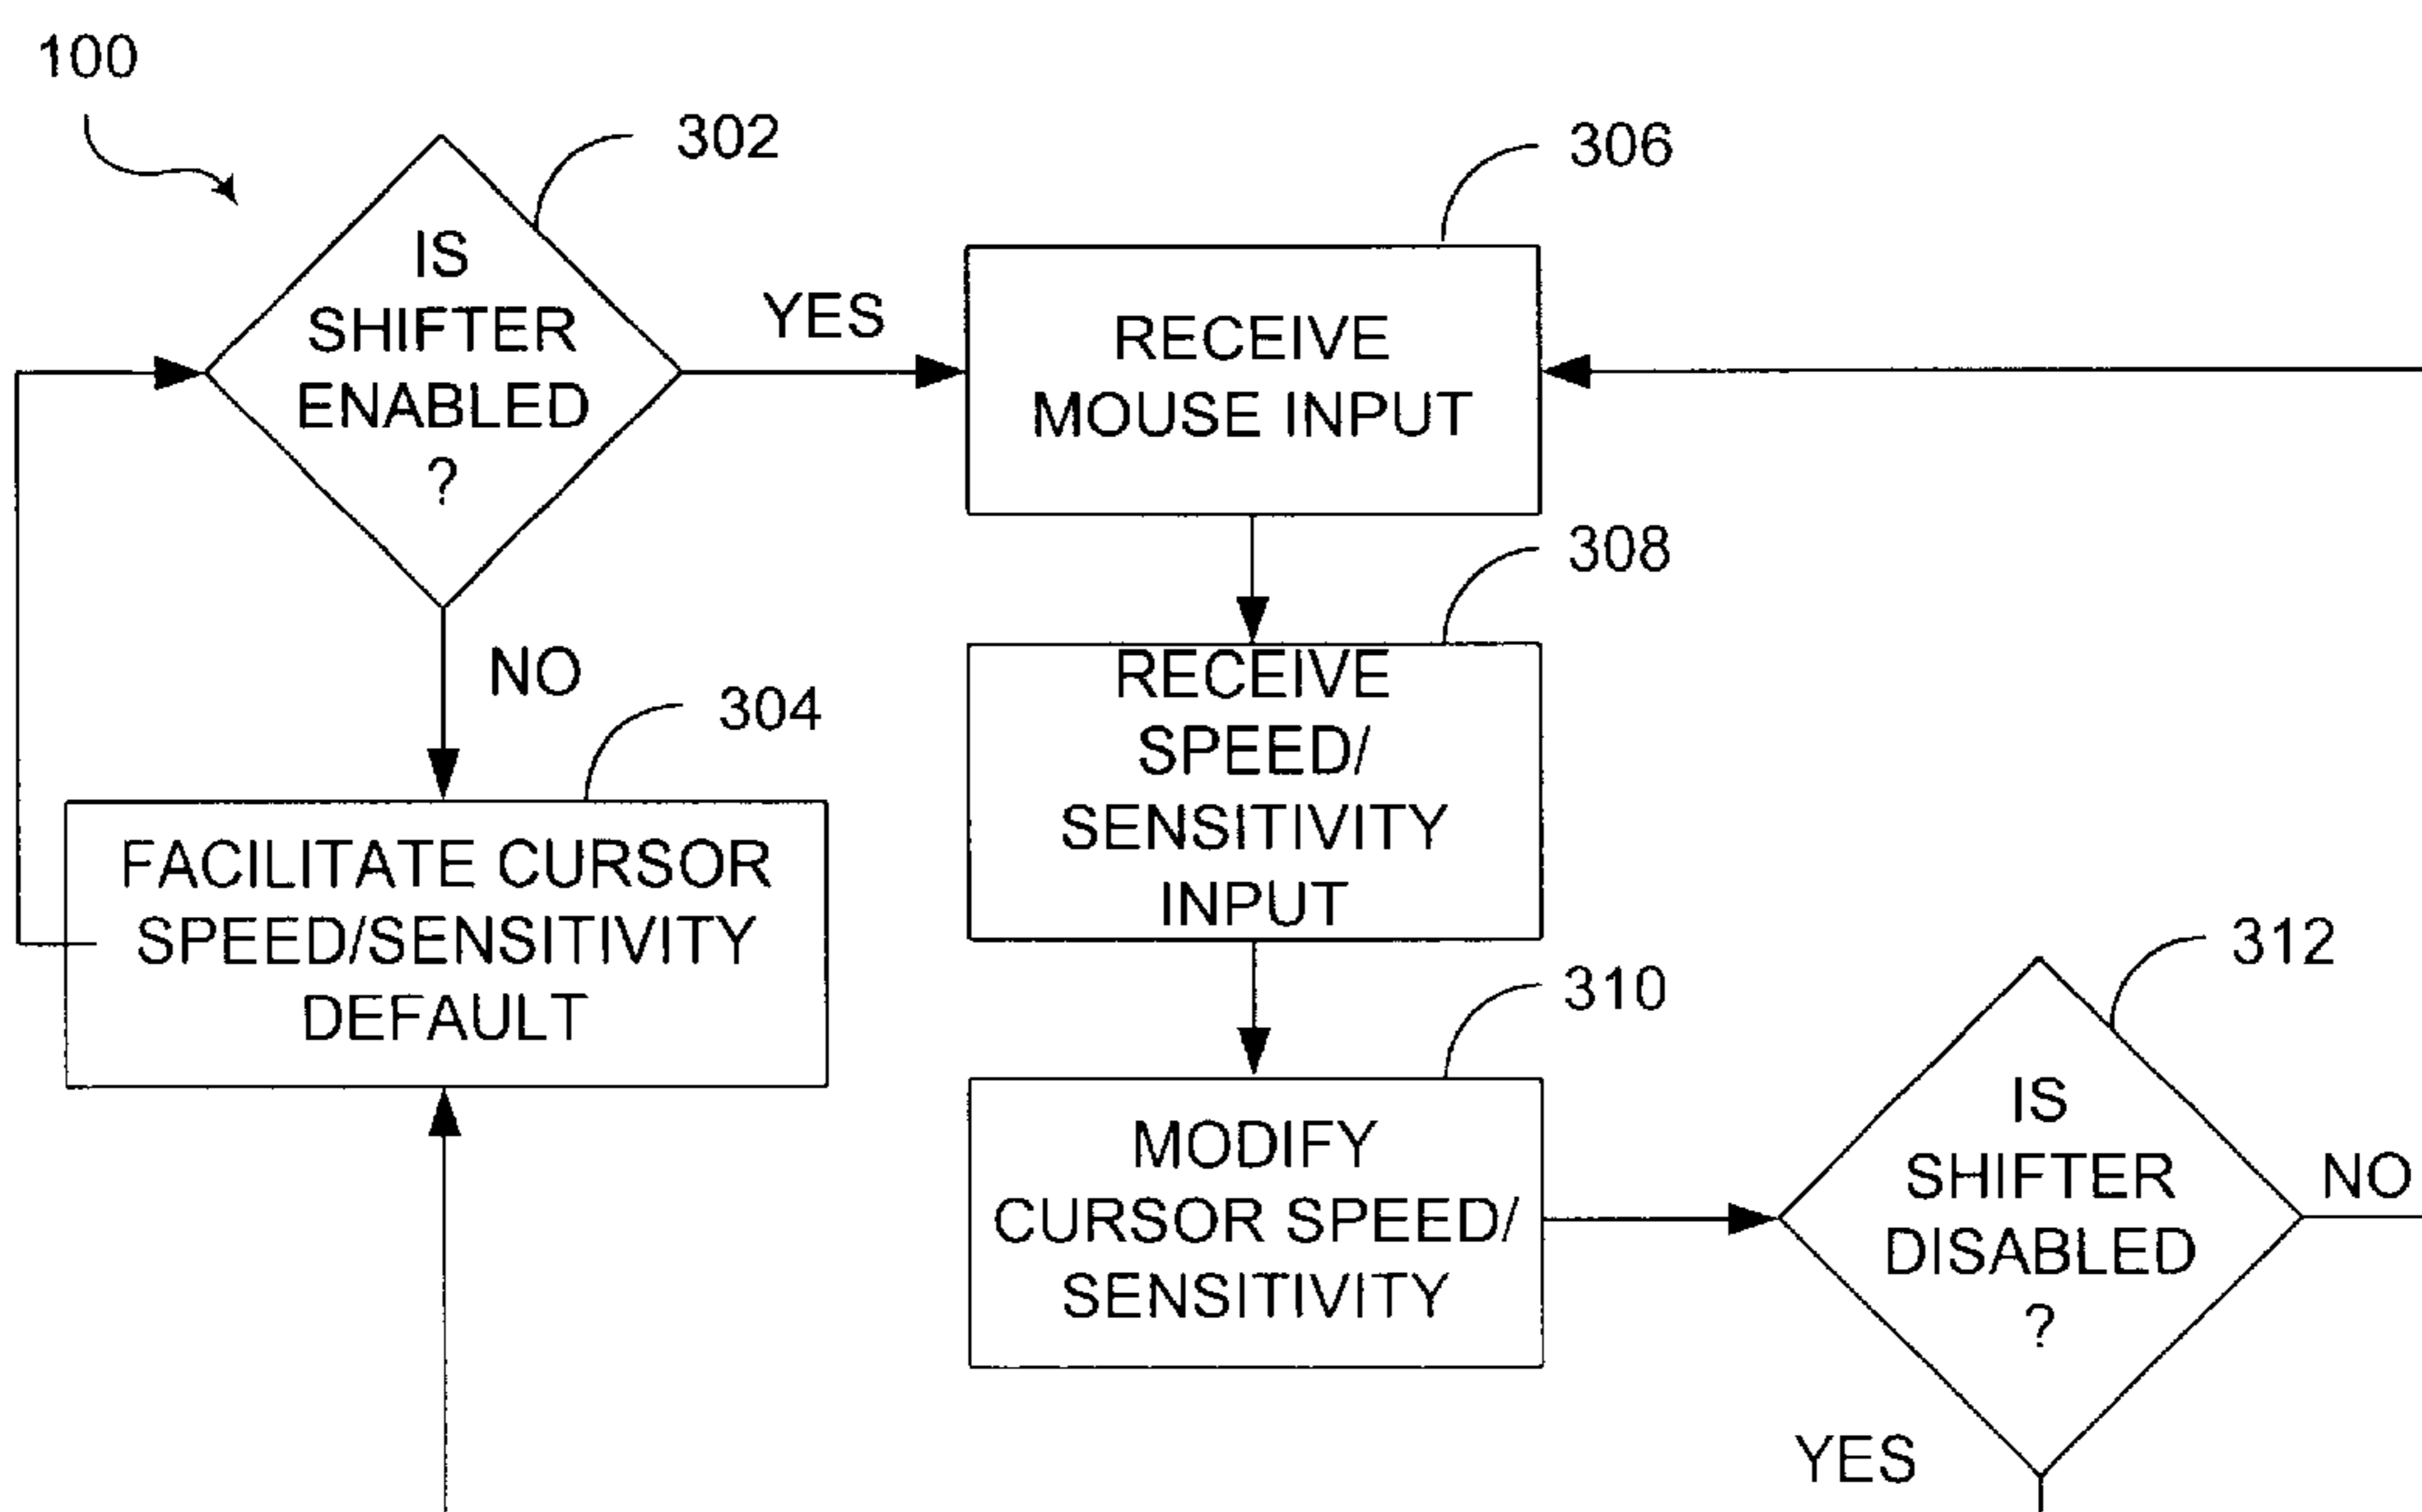 100
302
IS
SHIFTER
ENABLED
?
YES
NO
304
FACILITATE CURSOR
SPEED/SENSITIVITY
DEFAULT
306
RECEIVE
MOUSE INPUT
308
RECEIVE
SPEED/
SENSITIVITY
INPUT
310
MODIFY
CURSOR SPEED/
SENSITIVITY
312
IS
SHIFTER
DISABLED
?
NO
YES